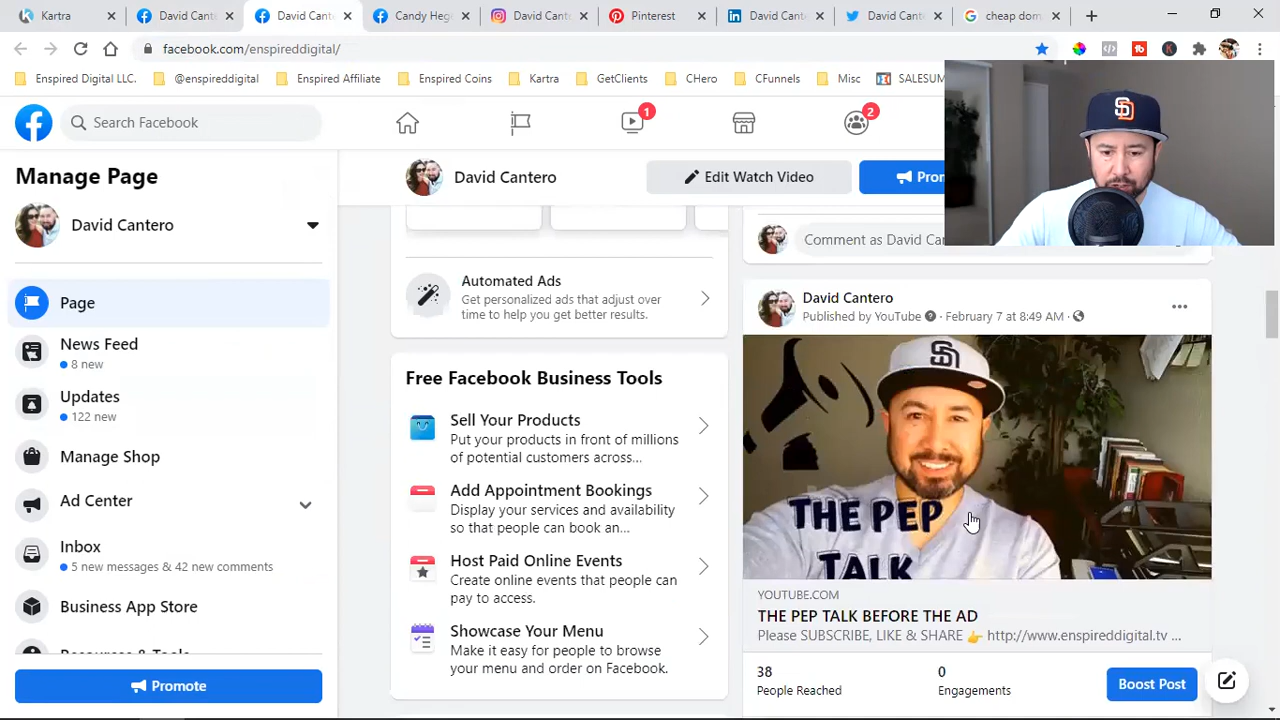 Kartra
David Cante
David Cant
Candy Heg
David Cant
Pinterest
David Cant
David Cant
cheap dom
facebook.com/enspireddigital/
Enspired Digital LLC.
@enspireddigital
Enspired Affiliate
Enspired Coins
Kartra
GetClients
CHero
CFunnels
Misc
SALESUM
Search Facebook
1
2
SD
Manage Page
David Cantero
David Cantero
Edit Watch Video
Prom
Page
News Feed
8 new
Updates
122 new
Manage Shop
Ad Center
Inbox
5 new messages & 42 new comments
Business App Store
Resources & Tools
Promote
Automated Ads
Get personalized ads that adjust over
time to help you get better results.
Free Facebook Business Tools
Sell Your Products
Put your products in front of millions
of potential customers across...
Add Appointment Bookings
Display your services and availability
so that people can book an...
Host Paid Online Events
Create online events that people can
pay to access.
Showcase Your Menu
Make it easy for people to browse
your menu and order on Facebook.
Comment as David Ca
David Cantero
Published by YouTube · February 7 at 8:49 AM ·
SD
THE PEP
TALK
YOUTUBE.COM
THE PEP TALK BEFORE THE AD
Please SUBSCRIBE, LIKE & SHARE 👉 http://www.enspireddigital.tv ...
38
People Reached
0
Engagements
Boost Post